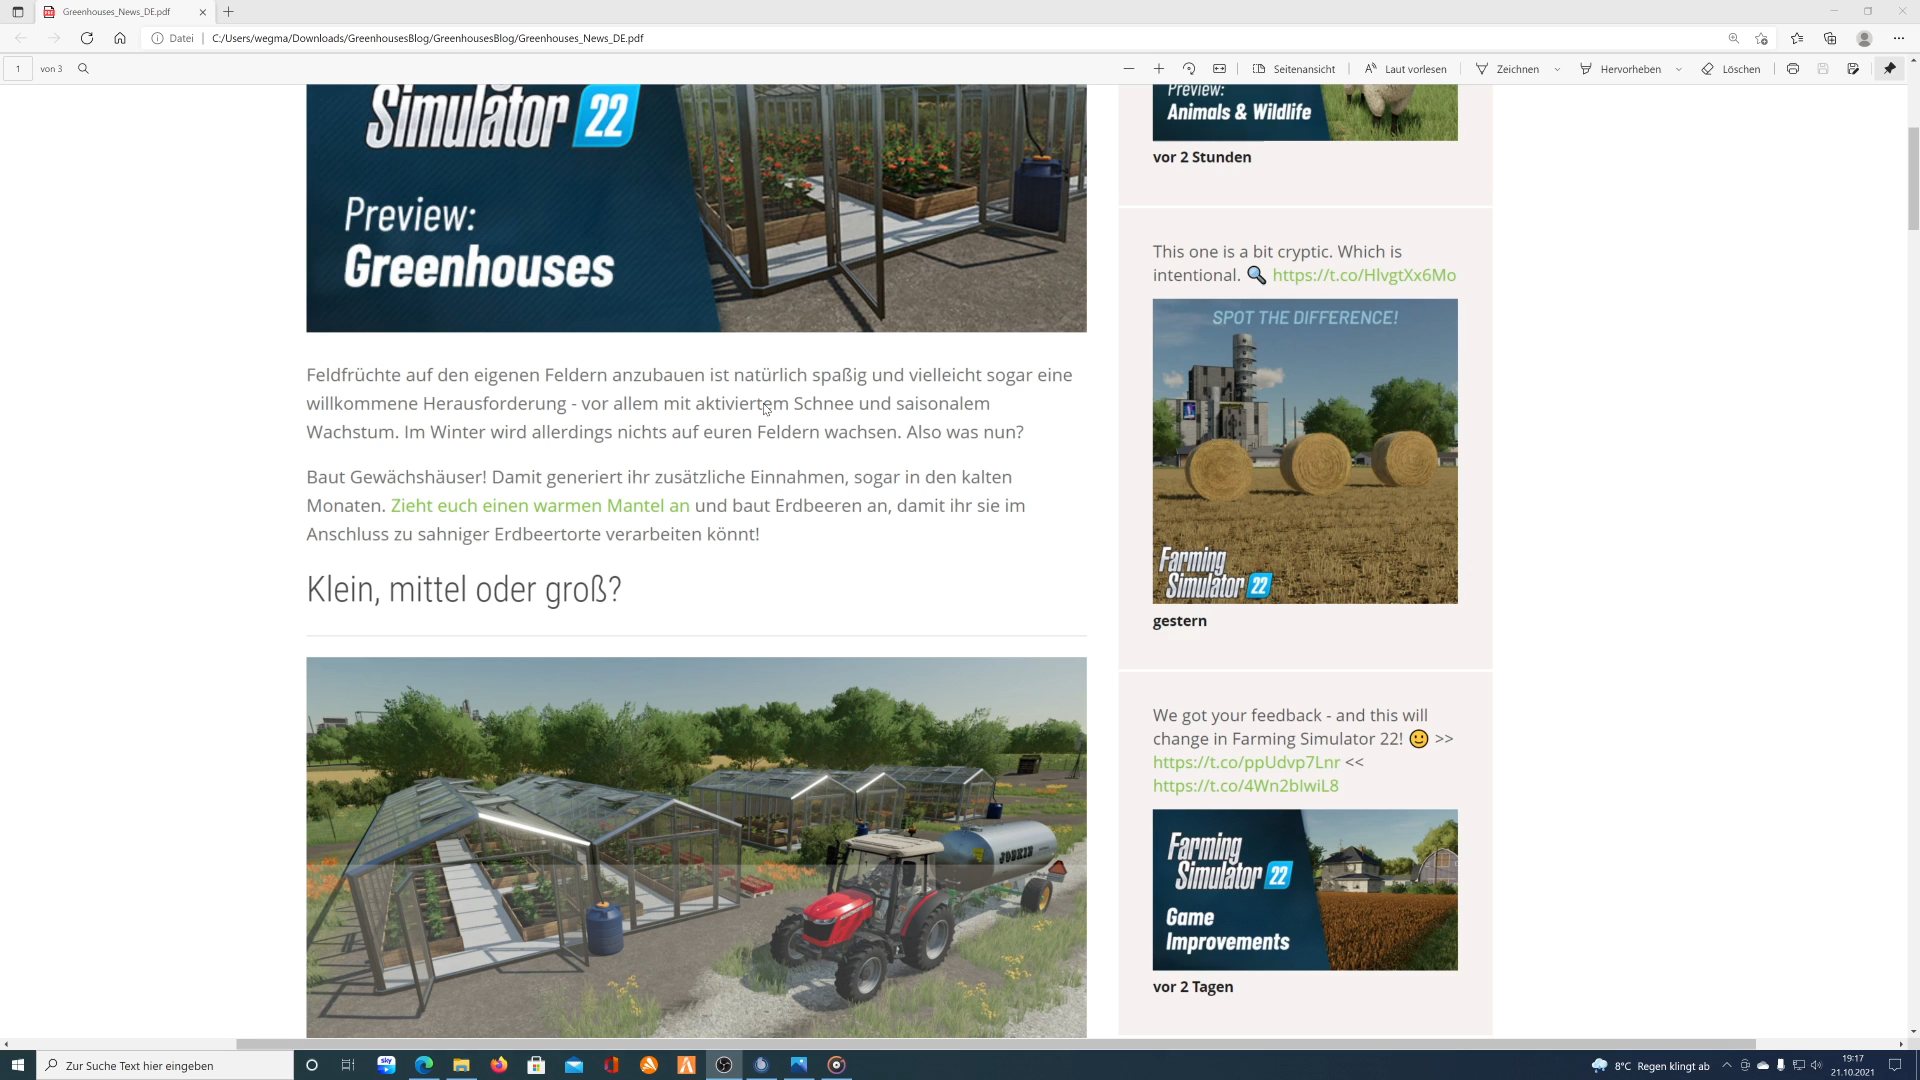 Greenhouses_News_DE.pdf
Datei
C:/Users/wegma/Downloads/GreenhousesBlog/GreenhousesBlog/Greenhouses_News_DE.pdf
1 von 3
Seitenansicht
Laut vorlesen
Zeichnen
Hervorheben
Löschen
Simulator 22
Preview:
Greenhouses
Feldfrüchte auf den eigenen Feldern anzubauen ist natürlich spaßig und vielleicht sogar eine
willkommene Herausforderung - vor allem mit aktiviertem Schnee und saisonalem
Wachstum. Im Winter wird allerdings nichts auf euren Feldern wachsen. Also was nun?
Baut Gewächshäuser! Damit generiert ihr zusätzliche Einnahmen, sogar in den kalten
Monaten. Zieht euch einen warmen Mantel an und baut Erdbeeren an, damit ihr sie im
Anschluss zu sahniger Erdbeertorte verarbeiten könnt!
Klein, mittel oder groß?
JOSKIN
Preview:
Animals & Wildlife
vor 2 Stunden
This one is a bit cryptic. Which is
intentional. 🔍 https://t.co/HlvgtXx6Mo
SPOT THE DIFFERENCE!
Farming
Simulator 22
gestern
We got your feedback - and this will
change in Farming Simulator 22! 🙂 >>
https://t.co/ppUdvp7Lnr <<
https://t.co/4Wn2blwiL8
Farming
Simulator 22
Game
Improvements
vor 2 Tagen
Zur Suche Text hier eingeben
sky
8°C Regen klingt ab
19:17
21.10.2021